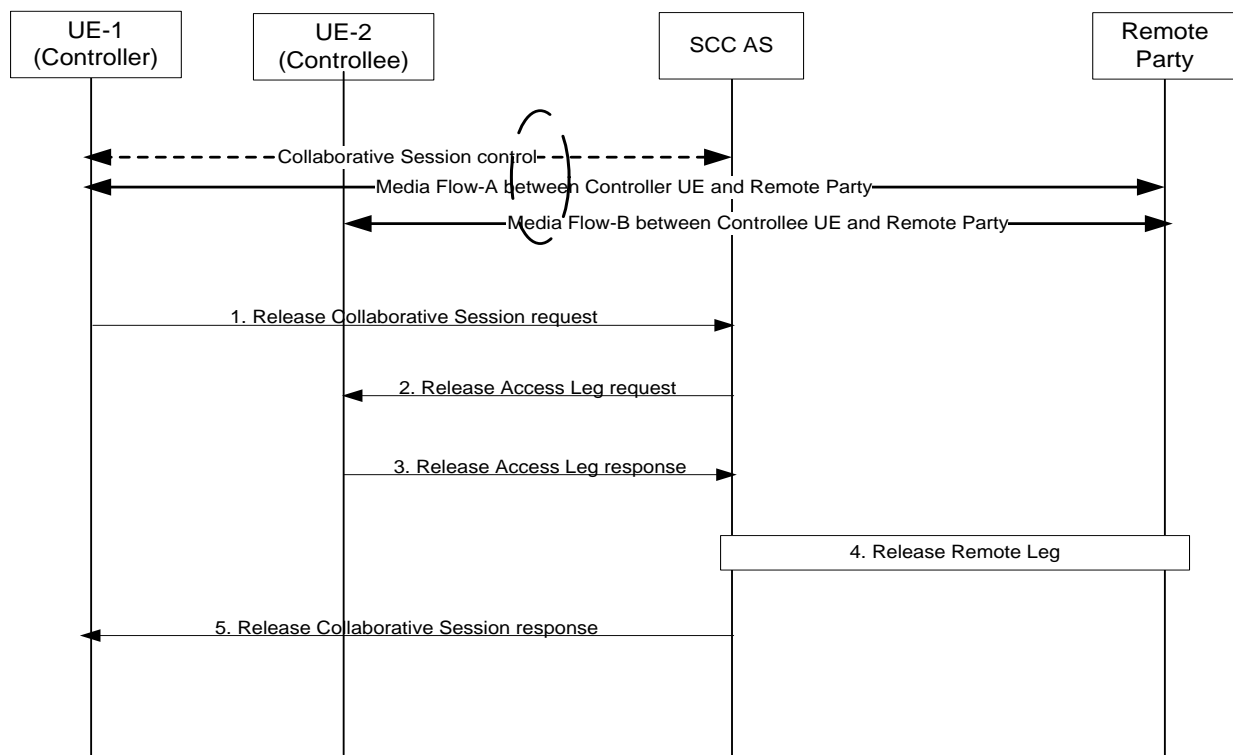 UE-1
(Controller)
UE-2
(Controllee)
SCC AS
Remote
Party
Collaborative Session control
Media Flow-A between Controller UE and Remote Party
Media Flow-B between Controllee UE and Remote Party
1. Release Collaborative Session request
2. Release Access Leg request
3. Release Access Leg response
4. Release Remote Leg
5. Release Collaborative Session response